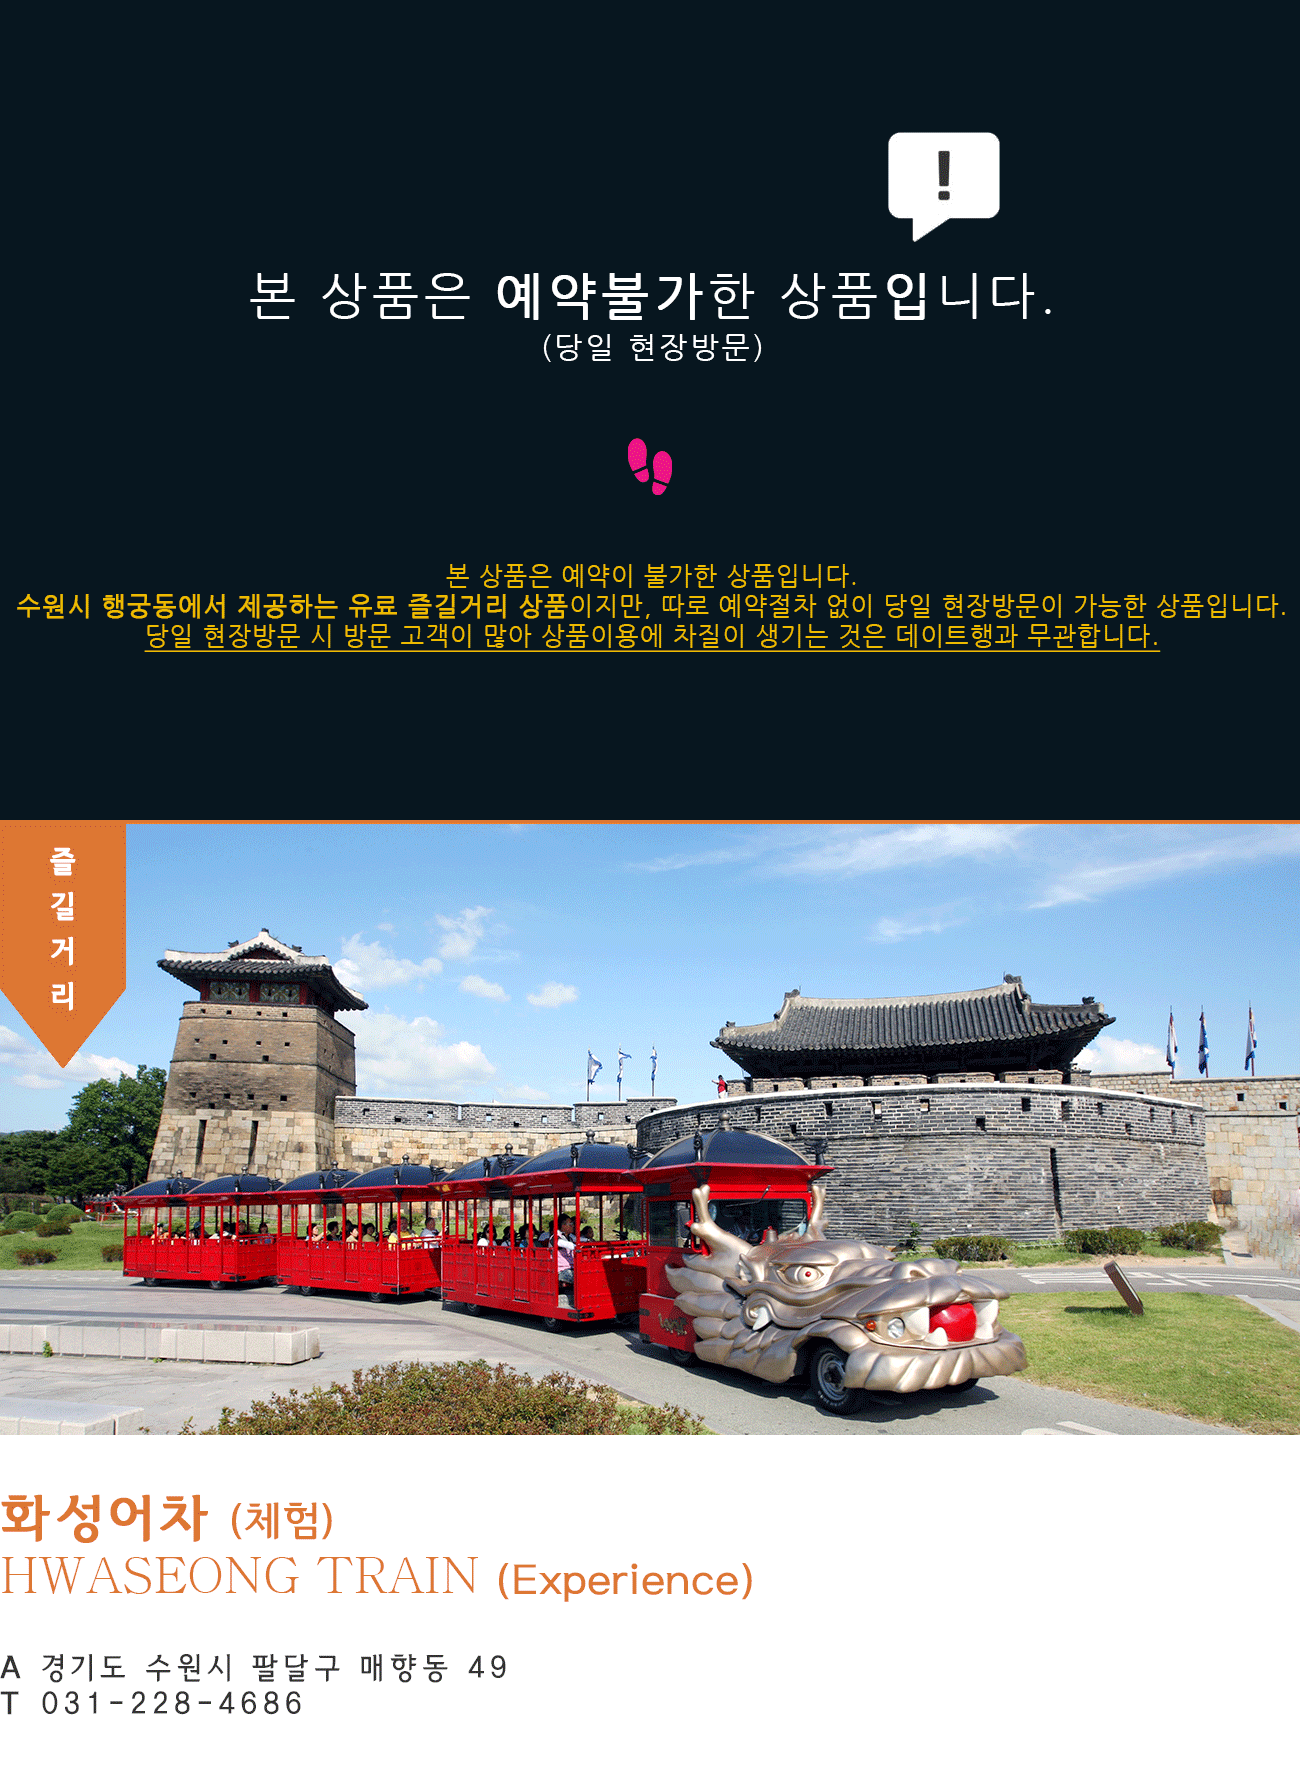 !
본 상품은 예약불가한 상품입니다.
(당일 현장방문)
본 상품은 예약이 불가한 상품입니다.
수원시 행궁동에서 제공하는 유료 즐길거리 상품이지만, 따로 예약절차 없이 당일 현장방문이 가능한 상품입니다.
당일 현장방문 시 방문 고객이 많아 상품이용에 차질이 생기는 것은 데이트행과 무관합니다.
즐길거리
화성어차 (체험)
HWASEONG TRAIN (Experience)
A 경기도 수원시 팔달구 매향동 49
T 031-228-4686